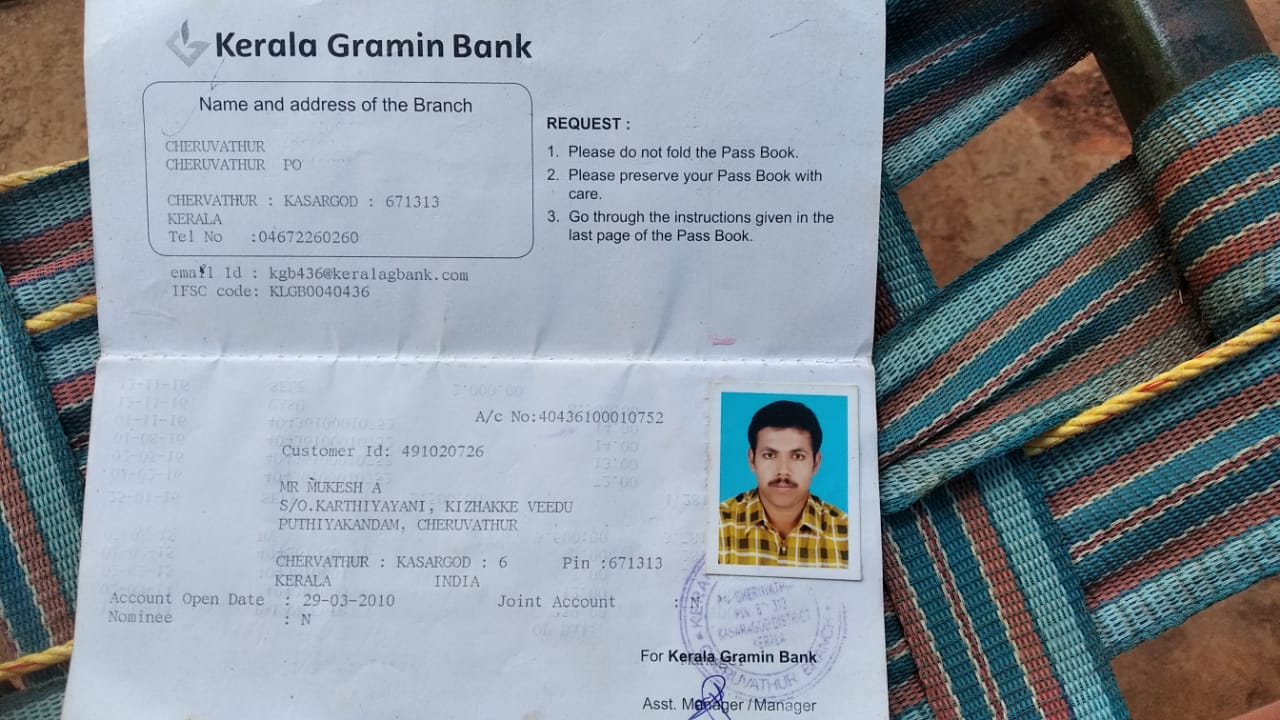 Kerala Gramin Bank
Name and address of the Branch
CHERUVATHUR
CHERUVATHUR PO
CHERVATHUR : KASARGOD : 671313
KERALA
Tel No :04672260260
email Id : kgb436@keralagbank.com
IFSC code: KLGB0040436
REQUEST :
1. Please do not fold the Pass Book.
2. Please preserve your Pass Book with
care.
3. Go through the instructions given in the
last page of the Pass Book.
A/c No:40436100010752
Customer Id: 491020726
MR MUKESH A
S/O.KARTHIYAYANI, KIZHAKKE VEEDU
PUTHIYAKANDAM, CHERUVATHUR
CHERVATHUR : KASARGOD : 6 Pin :671313
KERALA INDIA
Account Open Date : 29-03-2010 Joint Account :
Nominee : N
KASARAGOD DISTRICT
KERALA
For Kerala Gramin Bank
Asst. Manager / Manager